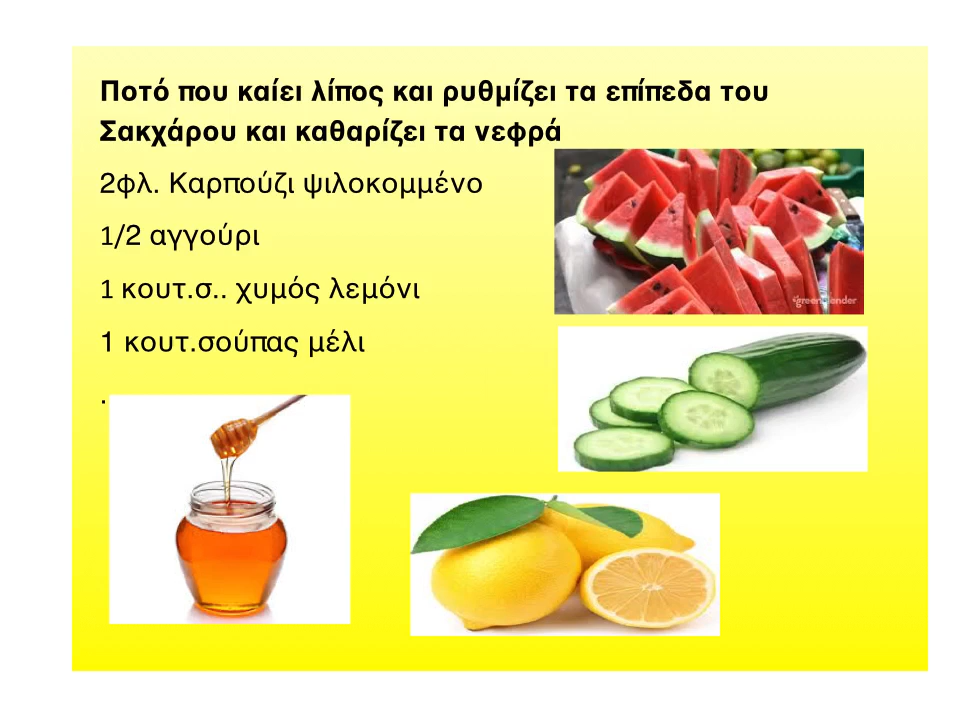 Ποτό που καίει λίπος και ρυθμίζει τα επίπεδα του
Σακχάρου και καθαρίζει τα νεφρά
2φλ. Καρπούζι ψιλοκομμένο
1/2 αγγούρι
1 κουτ.σ.. χυμός λεμόνι
1 κουτ.σούπας μέλι
.